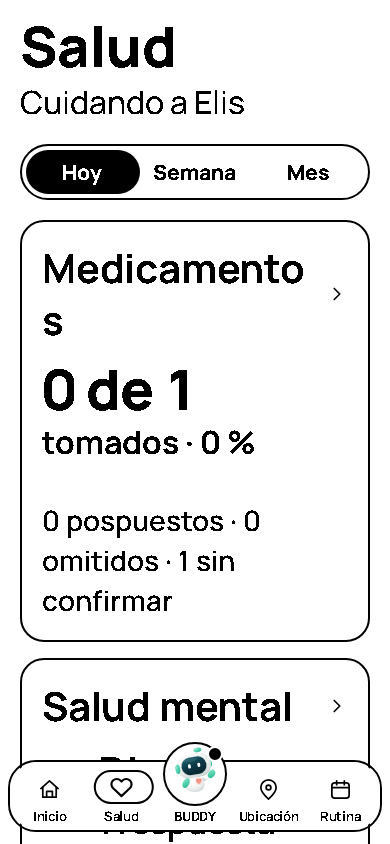 Salud
Cuidando a Elis
Hoy Semana Mes
Medicamento
s
0 de 1
tomados · 0 %
0 pospuestos · 0
omitidos · 1 sin
confirmar
Salud mental
Inicio Salud BUDDY Ubicación Rutina